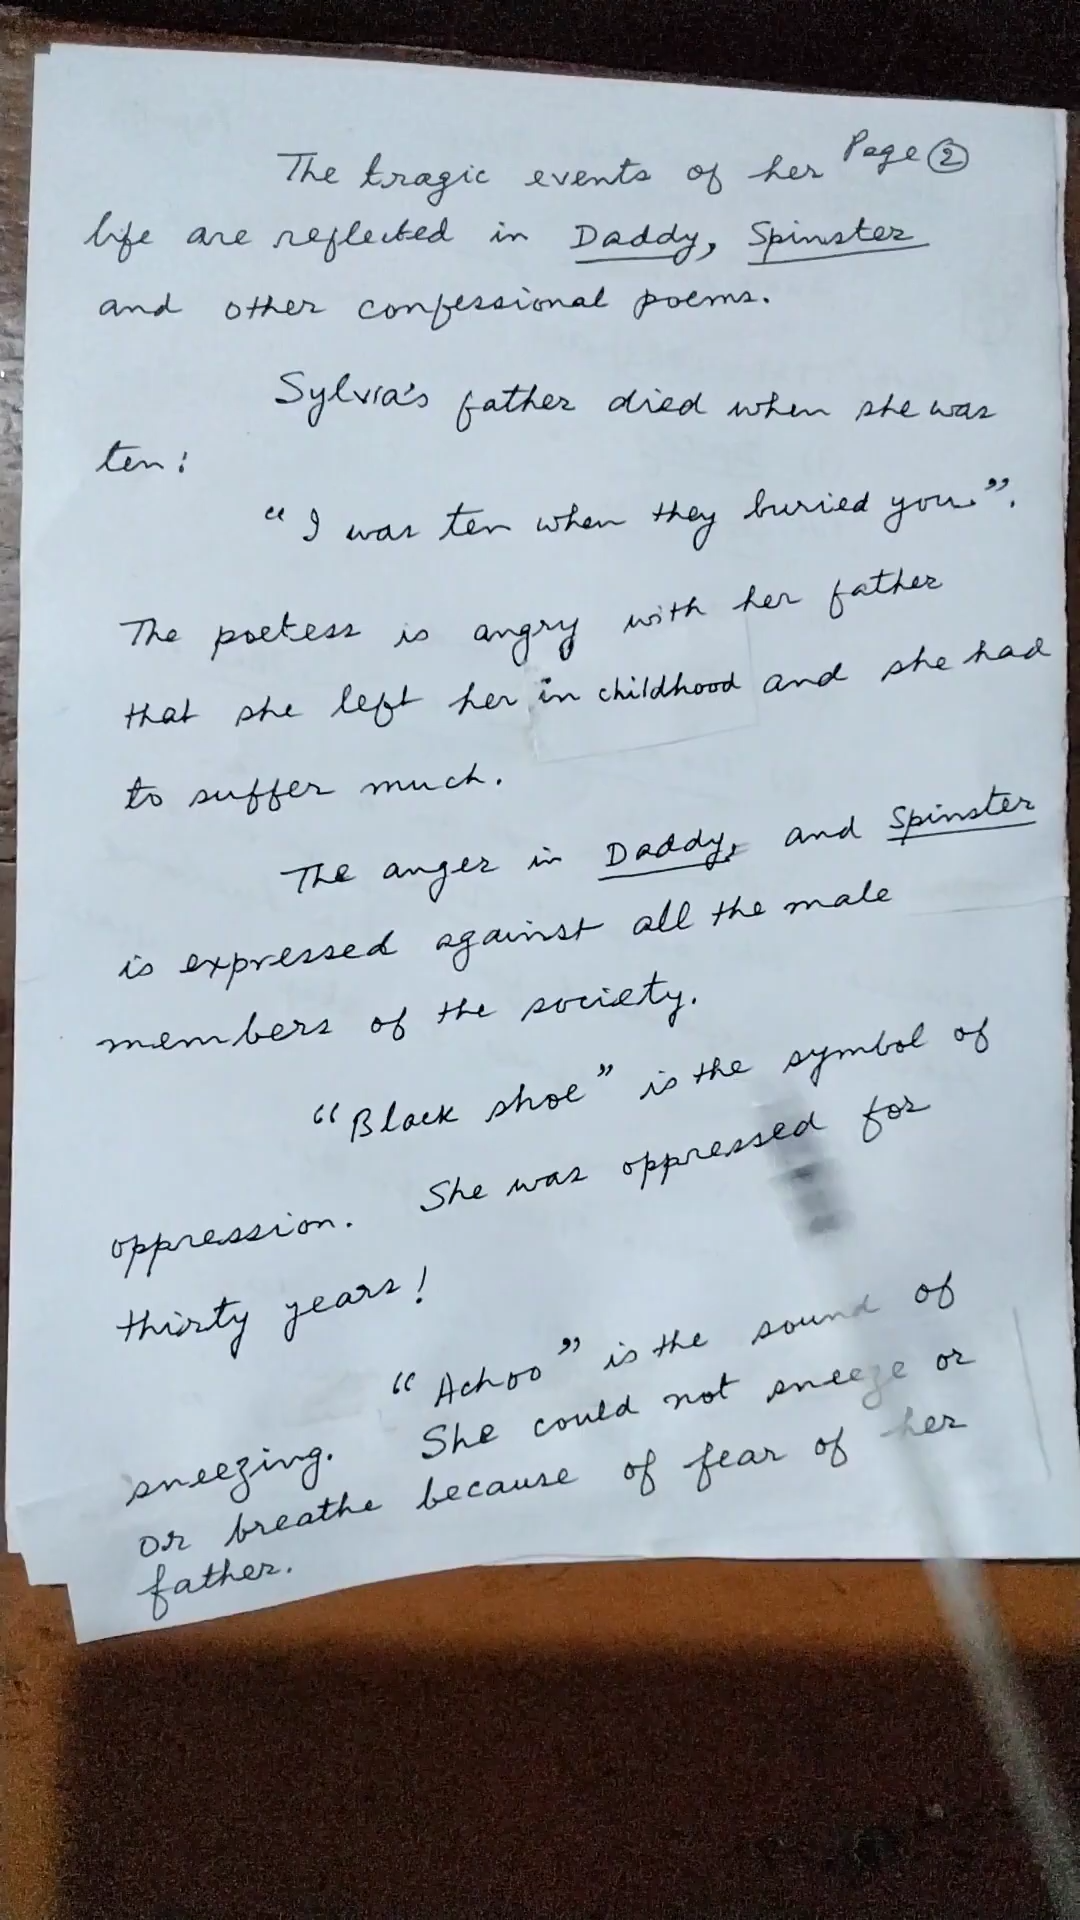 Page 2
The tragic events of her
life are reflected in Daddy, Spinster
and other confessional poems.
Sylvia's father died when she was
ten:
"I was ten when they buried you.".
The poetess is angry with her father
that she left her in childhood and she had
to suffer much.
The anger in Daddy, and Spinster
is expressed against all the male
members of the society.
"Black shoe" is the symbol of
oppression. She was oppressed for
thirty years!
"Achoo" is the sound of
sneezing. She could not sneeze or
or breathe because of fear of her
father.